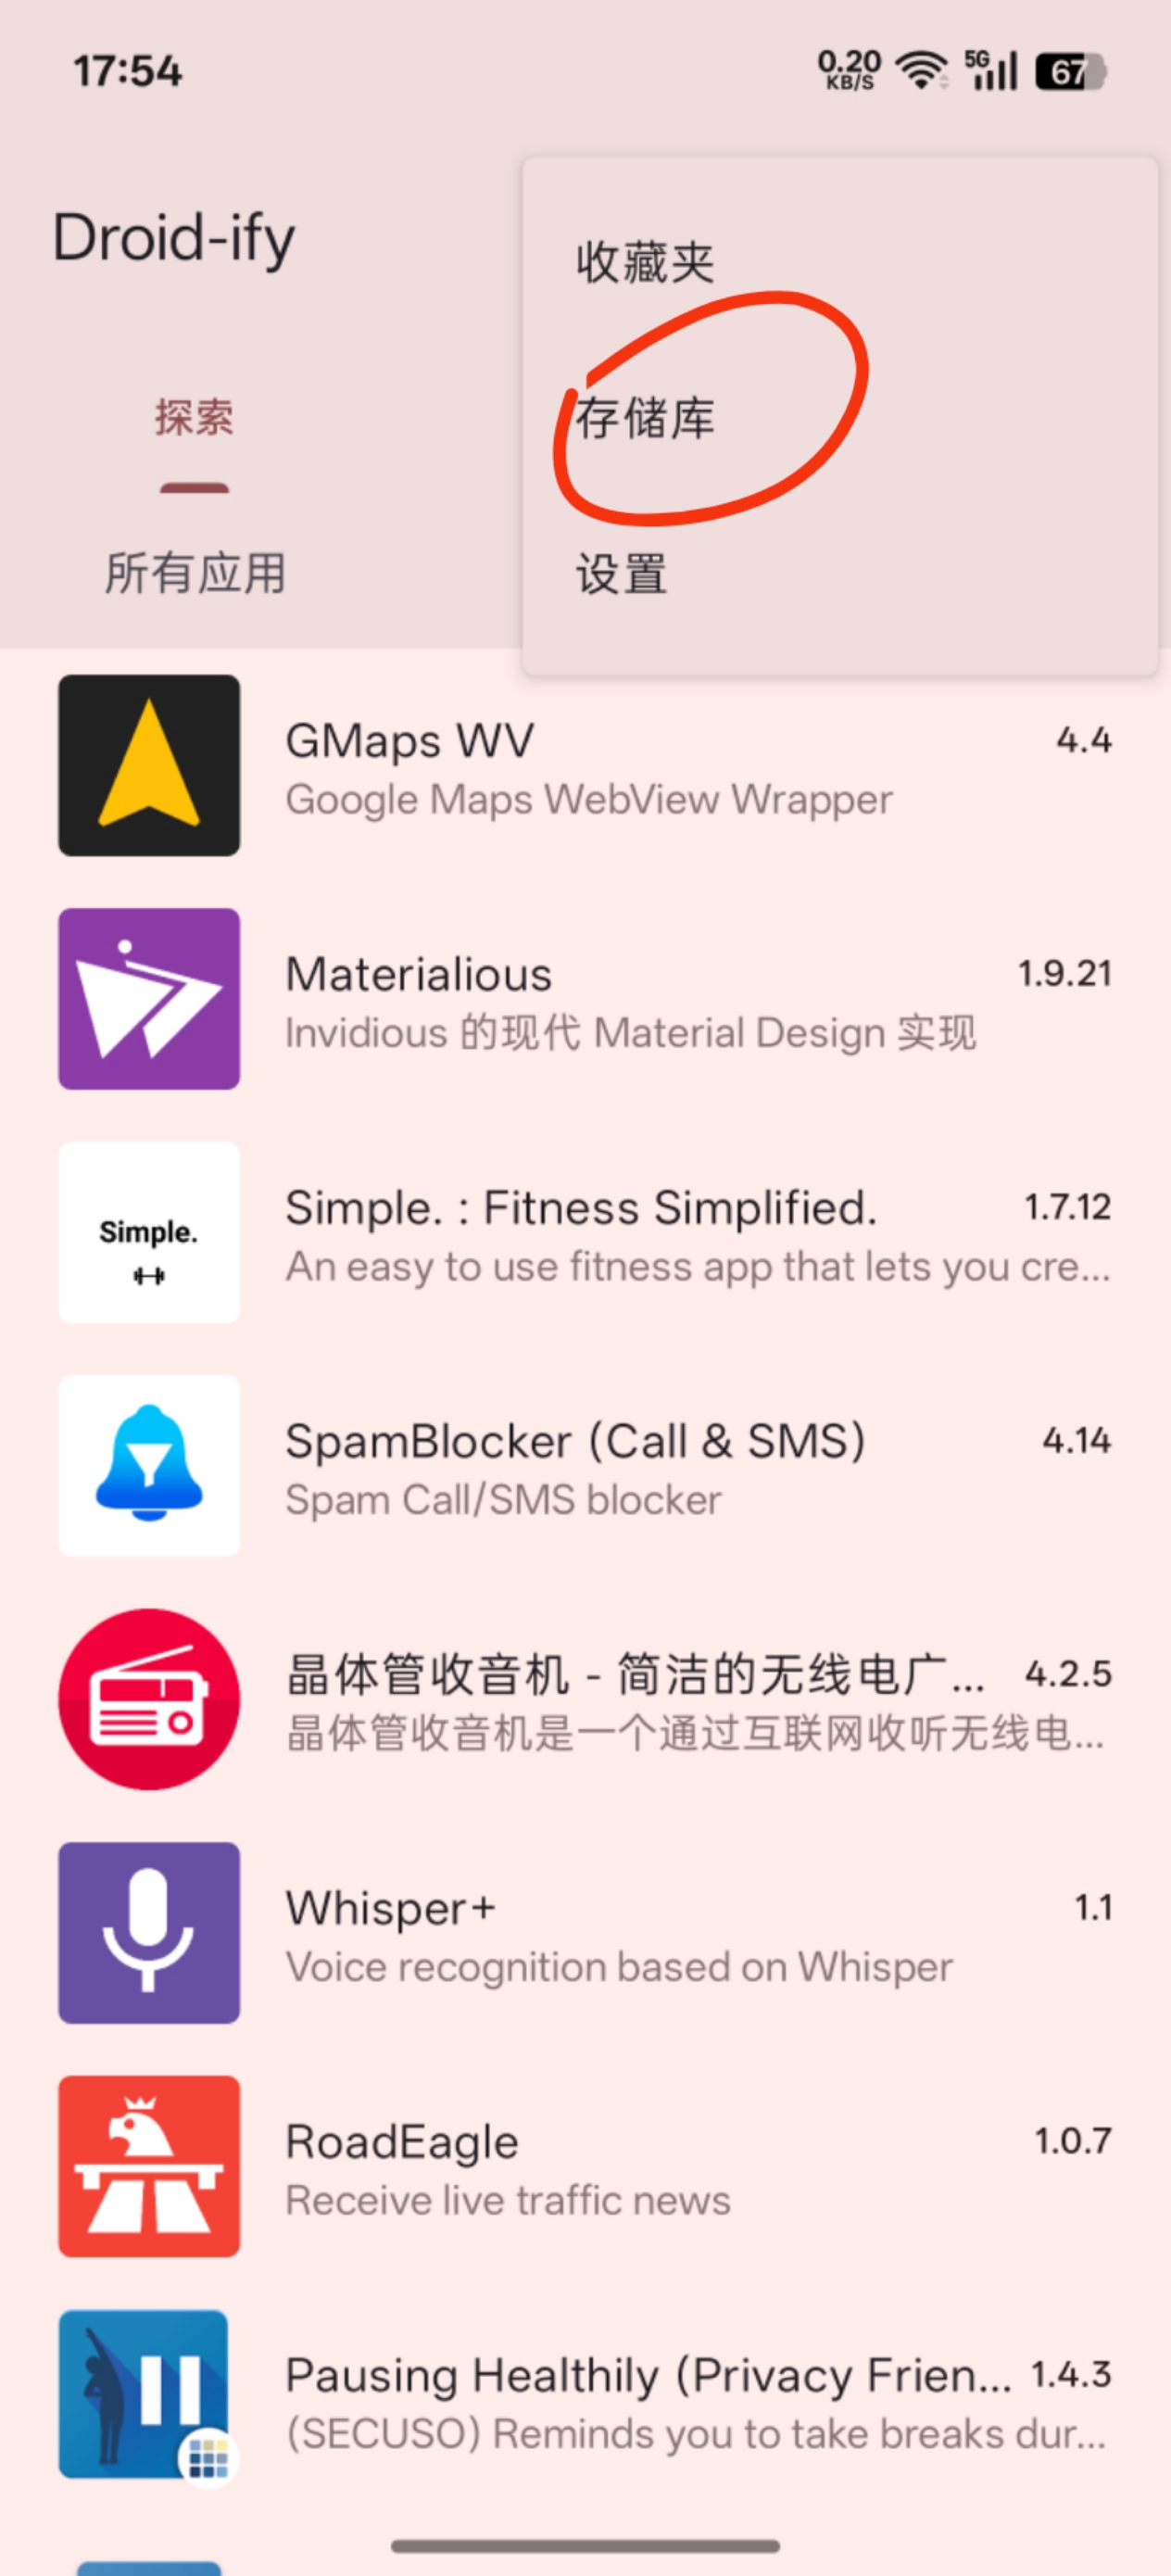 17:54
0.20
KB/S
5G
67
Droid-ify
收藏夹
存储库
设置
探索
所有应用
GMaps WV
4.4
Google Maps WebView Wrapper
Materialious
1.9.21
Invidious 的现代 Material Design 实现
Simple.
Simple. : Fitness Simplified.
1.7.12
An easy to use fitness app that lets you cre...
SpamBlocker (Call & SMS)
4.14
Spam Call/SMS blocker
晶体管收音机 - 简洁的无线电广...
4.2.5
晶体管收音机是一个通过互联网收听无线电...
Whisper+
1.1
Voice recognition based on Whisper
RoadEagle
1.0.7
Receive live traffic news
Pausing Healthily (Privacy Frien...
1.4.3
(SECUSO) Reminds you to take breaks dur...